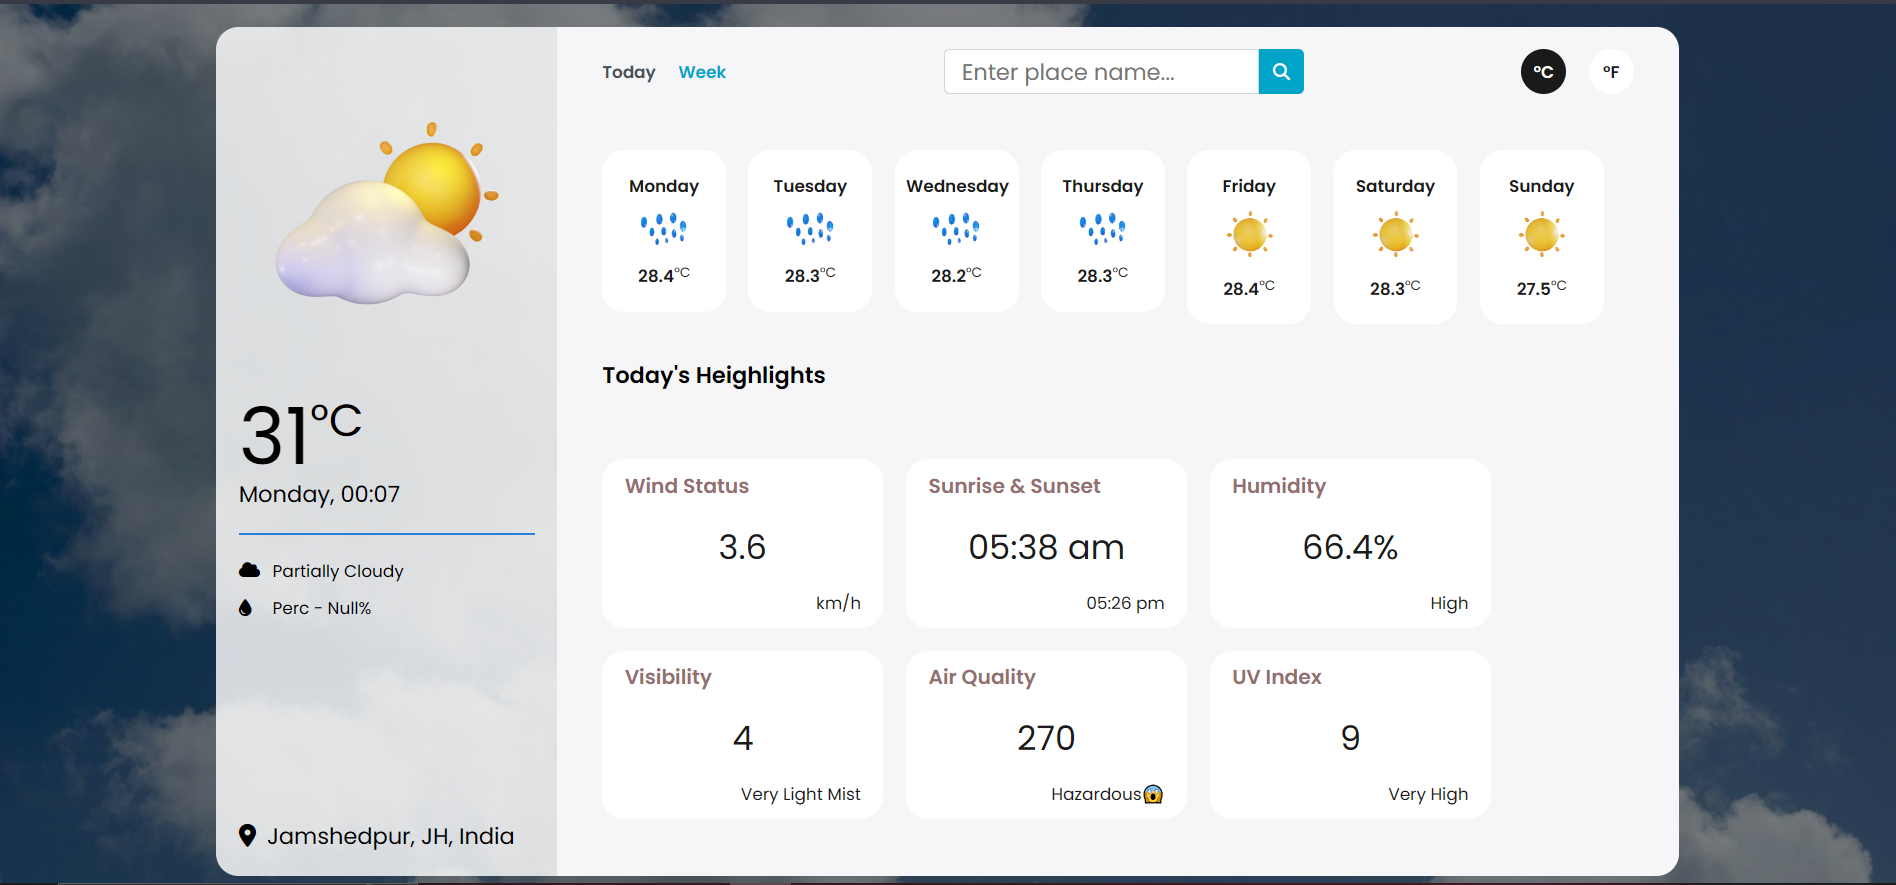 Today Week Enter place name... °C °F
Monday Tuesday Wednesday Thursday Friday Saturday Sunday
28.4°C 28.3°C 28.2°C 28.3°C 28.4°C 28.3°C 27.5°C
Today's Heighlights
31°C
Monday, 00:07
Partially Cloudy
Perc - Null%
Jamshedpur, JH, India
Wind Status
3.6
km/h
Sunrise & Sunset
05:38 am
05:26 pm
Humidity
66.4%
High
Visibility
4
Very Light Mist
Air Quality
270
Hazardous😱
UV Index
9
Very High